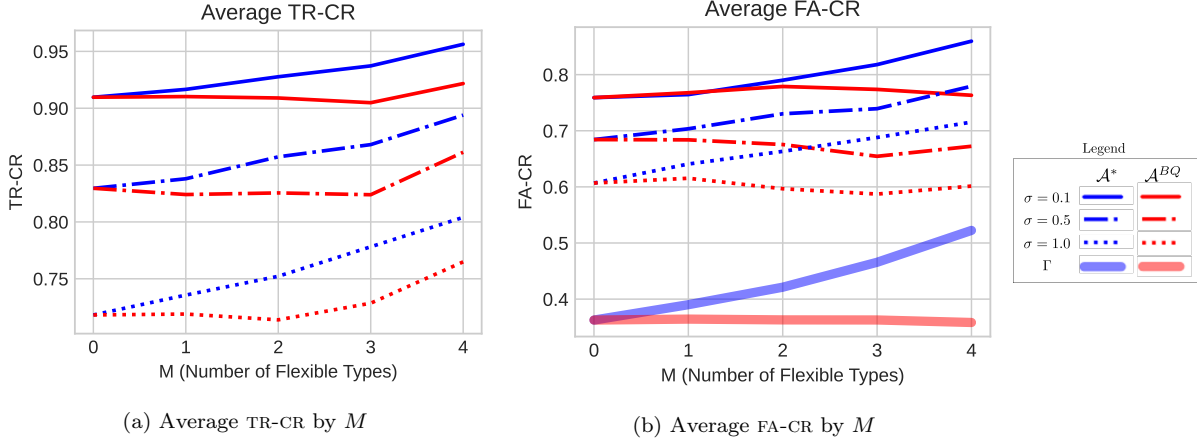 Average TR-CR
TR-CR
0.95
0.90
0.85
0.80
0.75
0 1 2 3 4
M (Number of Flexible Types)
(a) Average TR-CR by M
Average FA-CR
FA-CR
0.8
0.7
0.6
0.5
0.4
0 1 2 3 4
M (Number of Flexible Types)
(b) Average FA-CR by M
Legend
𝒜* 𝒜^{BQ}
σ = 0.1
σ = 0.5
σ = 1.0
Γ